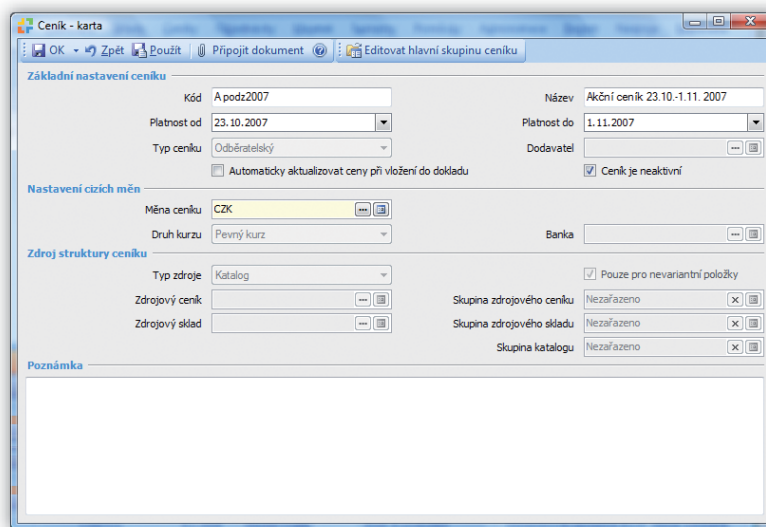 Ceník - karta
OK Zpět Použít Připojit dokument Editovat hlavní skupinu ceníku
Základní nastavení ceníku
Kód A podz2007 Název Akční ceník 23.10.-1.11. 2007
Platnost od 23.10.2007 Platnost do 1.11.2007
Typ ceníku Odběratelský Dodavatel
Automaticky aktualizovat ceny při vložení do dokladu Ceník je neaktivní
Nastavení cizích měn
Měna ceníku CZK
Druh kurzu Pevný kurz Banka
Zdroj struktury ceníku
Typ zdroje Katalog Pouze pro nevariantní položky
Zdrojový ceník Skupina zdrojového ceníku Nezařazeno
Zdrojový sklad Skupina zdrojového skladu Nezařazeno
Skupina katalogu Nezařazeno
Poznámka